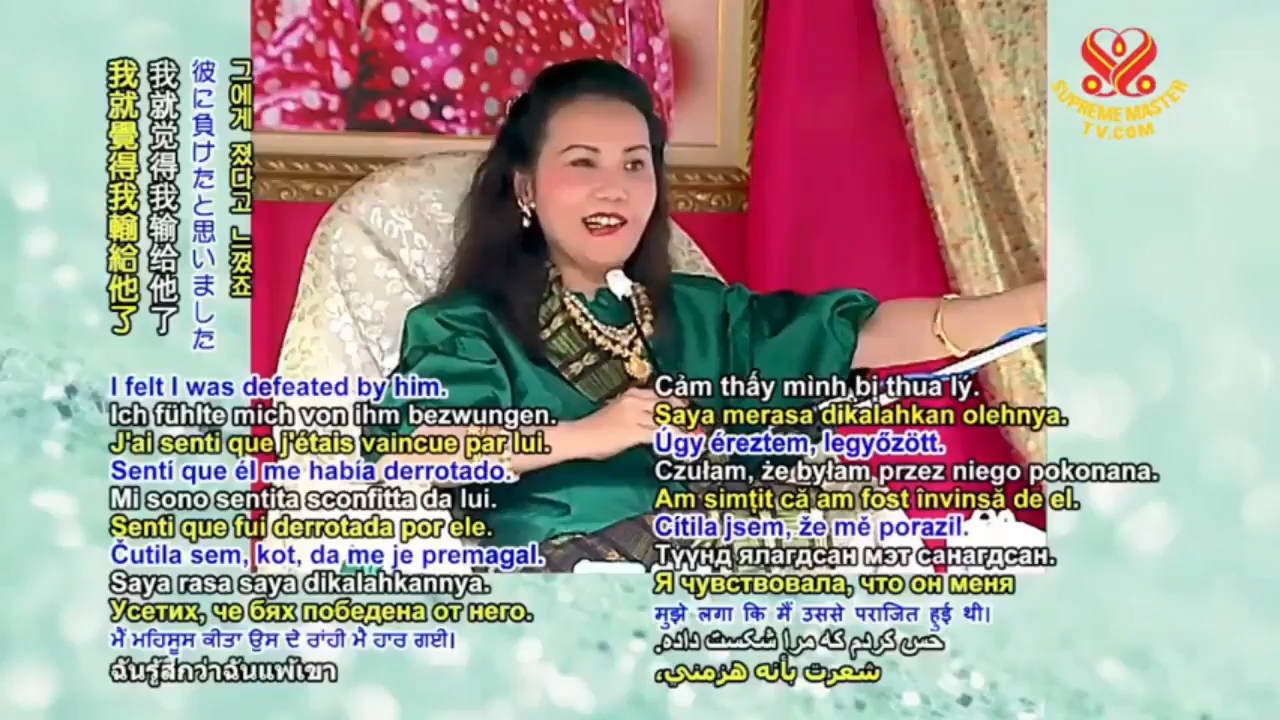 그에게 졌다고 느꼈죠
彼に負けたと思いました
我就觉得我输给他了
我就覺得我輸給他了
SUPREME MASTER
TV.COM
I felt I was defeated by him.
Ich fühlte mich von ihm bezwungen.
J'ai senti que j'étais vaincue par lui.
Sentí que él me había derrotado.
Mi sono sentita sconfitta da lui.
Senti que fui derrotada por ele.
Čutila sem, kot, da me je premagal.
Saya rasa saya dikalahkannya.
Усетих, че бях победена от него.
ਮੈਂ ਮਹਿਸੂਸ ਕੀਤਾ ਉਸ ਦੇ ਰਾਂਹੀ ਮੈ ਹਾਰ ਗਈ।
ฉันรู้สึกว่าฉันแพ้เขา
Cảm thấy mình bị thua lý.
Saya merasa dikalahkan olehnya.
Úgy éreztem, legyőzött.
Czułam, że byłam przez niego pokonana.
Am simțit că am fost învinsă de el.
Cítila jsem, že mě porazil.
Түүнд ялагдсан мэт санагдсан.
Я чувствовала, что он меня
मुझे लगा कि मैं उससे पराजित हुई थी।
حس کردم که مرا شکست داده.
شعرت بأنه هزمني،